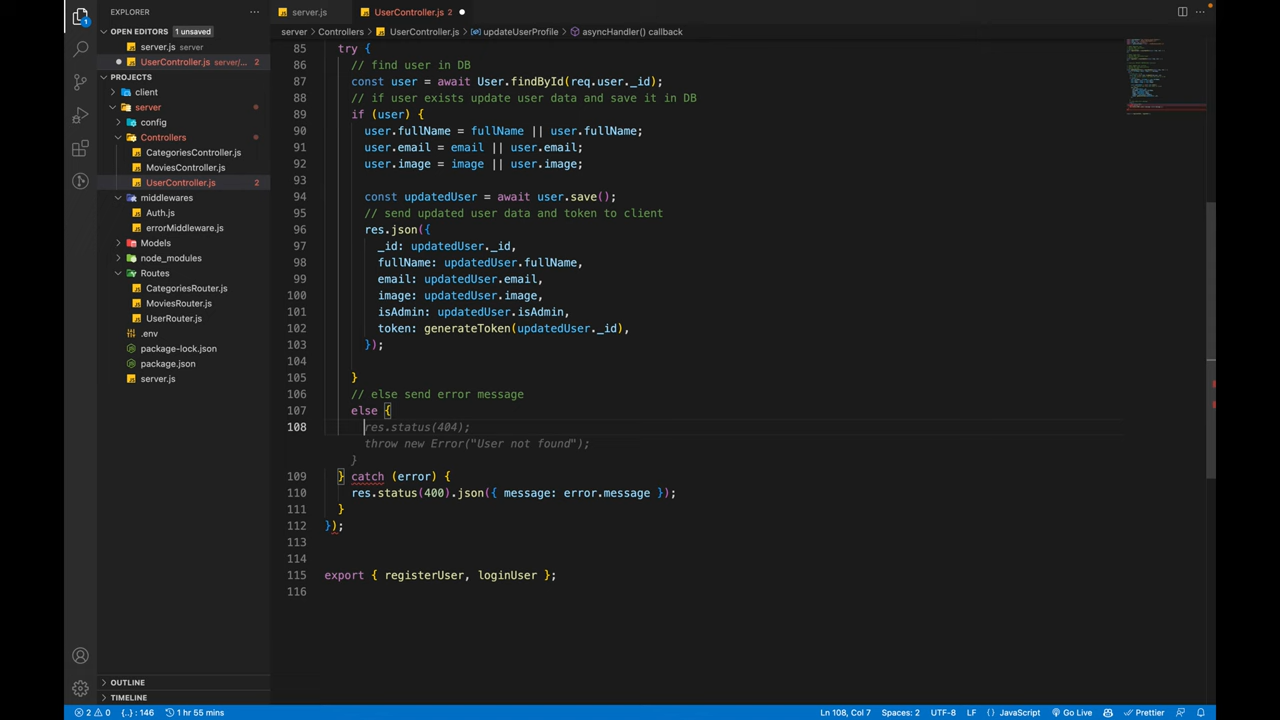 EXPLORER
OPEN EDITORS 1 unsaved
server.js server
UserController.js server/... 2
PROJECTS
client
server
config
Controllers
CategoriesController.js
MoviesController.js
UserController.js 2
middlewares
Auth.js
errorMiddleware.js
Models
node_modules
Routes
CategoriesRouter.js
MoviesRouter.js
UserRouter.js
.env
package-lock.json
package.json
server.js
OUTLINE
TIMELINE
server.js
UserController.js 2
server > Controllers > UserController.js > updateUserProfile > asyncHandler() callback
85 try {
86 // find user in DB
87 const user = await User.findById(req.user._id);
88 // if user exists update user data and save it in DB
89 if (user) {
90 user.fullName = fullName || user.fullName;
91 user.email = email || user.email;
92 user.image = image || user.image;
93
94 const updatedUser = await user.save();
95 // send updated user data and token to client
96 res.json({
97 _id: updatedUser._id,
98 fullName: updatedUser.fullName,
99 email: updatedUser.email,
100 image: updatedUser.image,
101 isAdmin: updatedUser.isAdmin,
102 token: generateToken(updatedUser._id),
103 });
104
105 }
106 // else send error message
107 else {
108 res.status(404);
throw new Error("User not found");
}
109 } catch (error) {
110 res.status(400).json({ message: error.message });
111 }
112 });
113
114
115 export { registerUser, loginUser };
116
1
2 0 {..} : 146 1 hr 55 mins Ln 108, Col 7 Spaces: 2 UTF-8 LF {} JavaScript Go Live Prettier